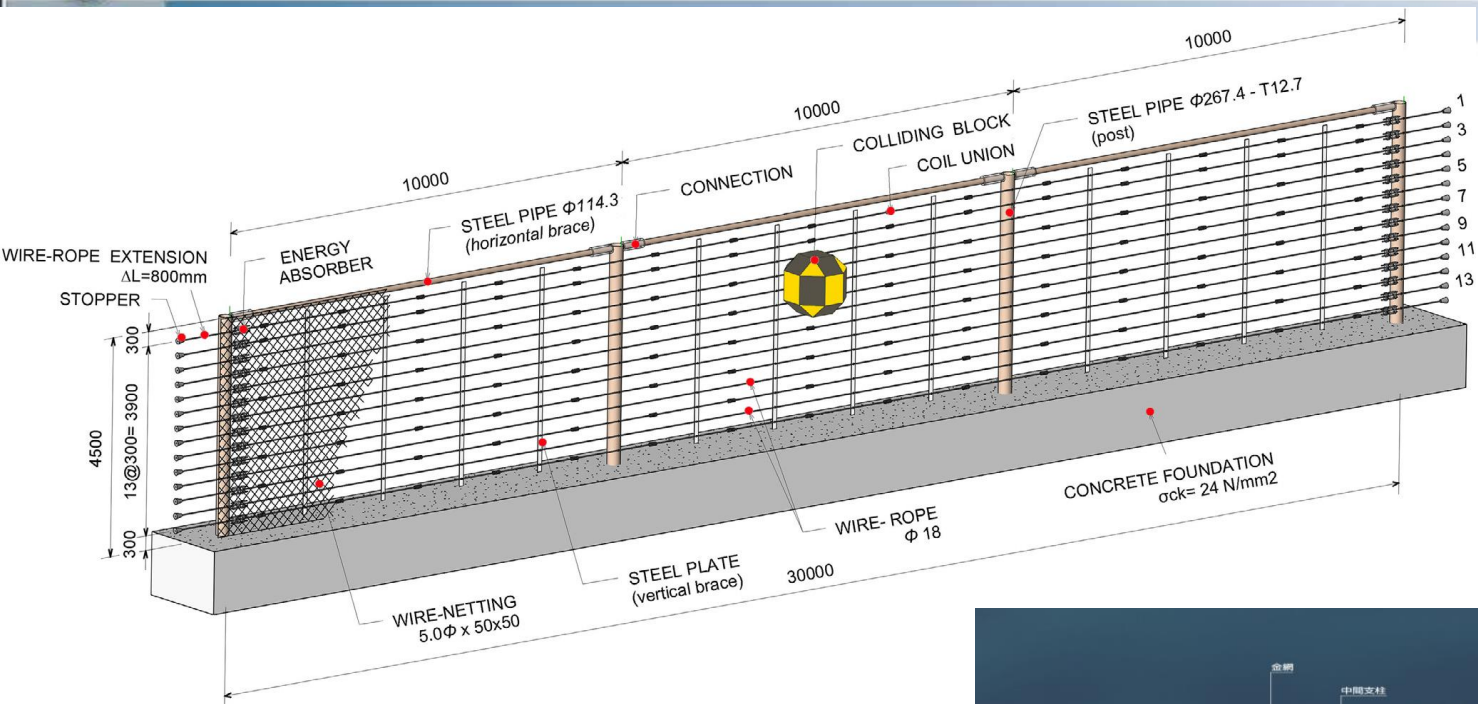 10000
10000
10000
STEEL PIPE Φ267.4 - T12.7
(post)
COLLIDING BLOCK
COIL UNION
CONNECTION
STEEL PIPE Φ114.3
(horizontal brace)
ENERGY
ABSORBER
WIRE-ROPE EXTENSION
ΔL=800mm
STOPPER
1
3
5
7
9
11
13
300
13@300= 3900
4500
300
CONCRETE FOUNDATION
σck= 24 N/mm2
WIRE- ROPE
Φ 18
STEEL PLATE
(vertical brace)
30000
WIRE-NETTING
5.0Φ x 50x50
金網
中間支柱